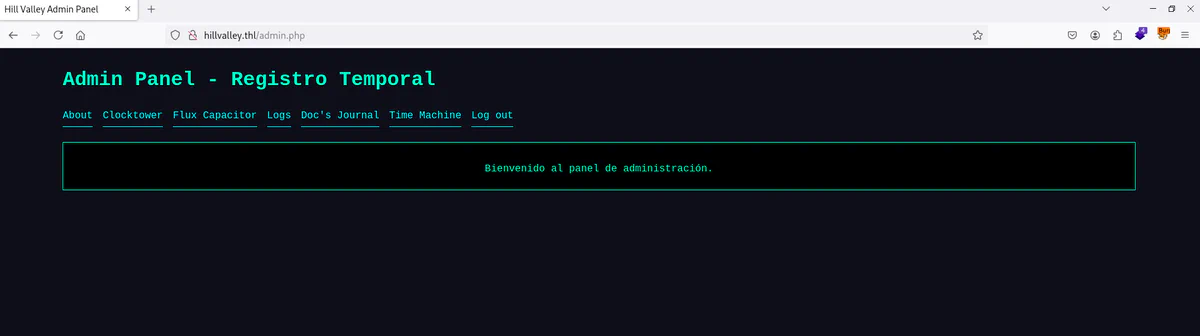 Hill Valley Admin Panel
hillvalley.thl/admin.php
Admin Panel - Registro Temporal
About Clocktower Flux Capacitor Logs Doc's Journal Time Machine Log out
Bienvenido al panel de administración.